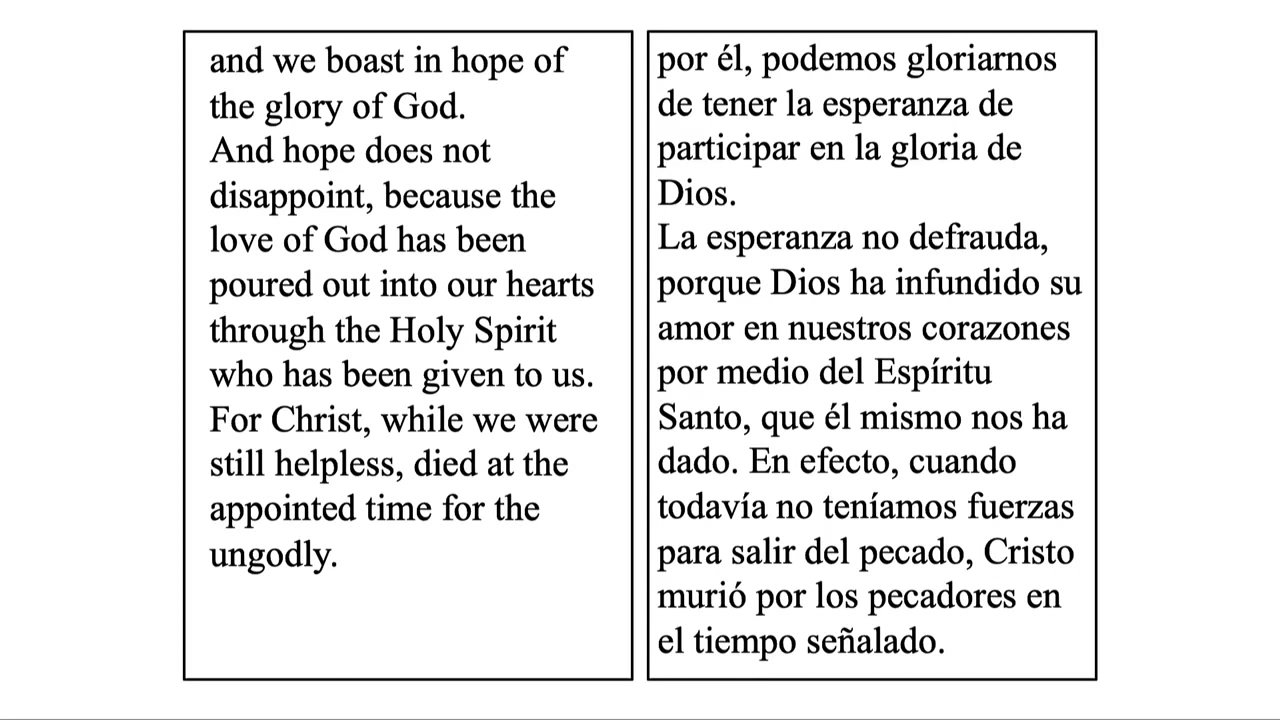 and we boast in hope of
the glory of God.
And hope does not
disappoint, because the
love of God has been
poured out into our hearts
through the Holy Spirit
who has been given to us.
For Christ, while we were
still helpless, died at the
appointed time for the
ungodly.
por él, podemos gloriarnos
de tener la esperanza de
participar en la gloria de
Dios.
La esperanza no defrauda,
porque Dios ha infundido su
amor en nuestros corazones
por medio del Espíritu
Santo, que él mismo nos ha
dado. En efecto, cuando
todavía no teníamos fuerzas
para salir del pecado, Cristo
murió por los pecadores en
el tiempo señalado.